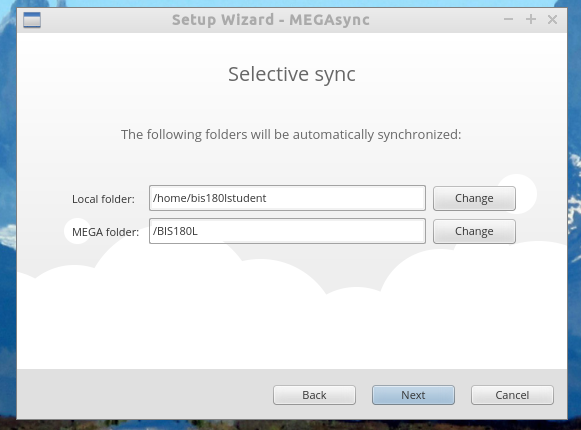 Setup Wizard - MEGAsync
Selective sync
The following folders will be automatically synchronized:
Local folder: /home/bis180lstudent Change
MEGA folder: /BIS180L Change
Back Next Cancel